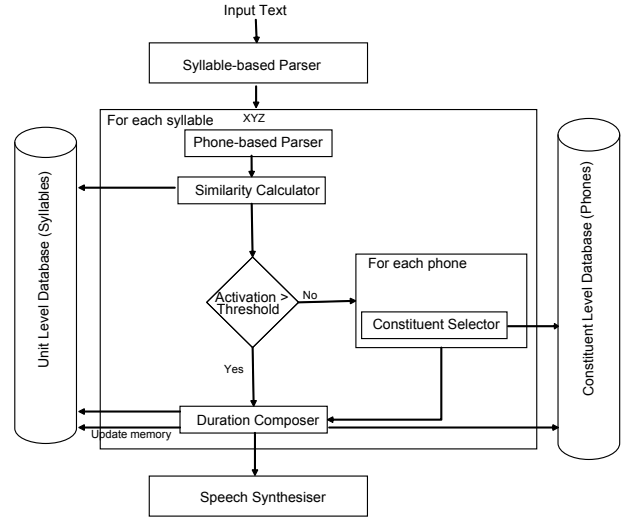 Input Text
Syllable-based Parser
For each syllable
XYZ
Phone-based Parser
Similarity Calculator
Unit Level Database (Syllables)
Constituent Level Database (Phones)
For each phone
Activation >
Threshold
No
Constituent Selector
Yes
Duration Composer
Update memory
Speech Synthesiser